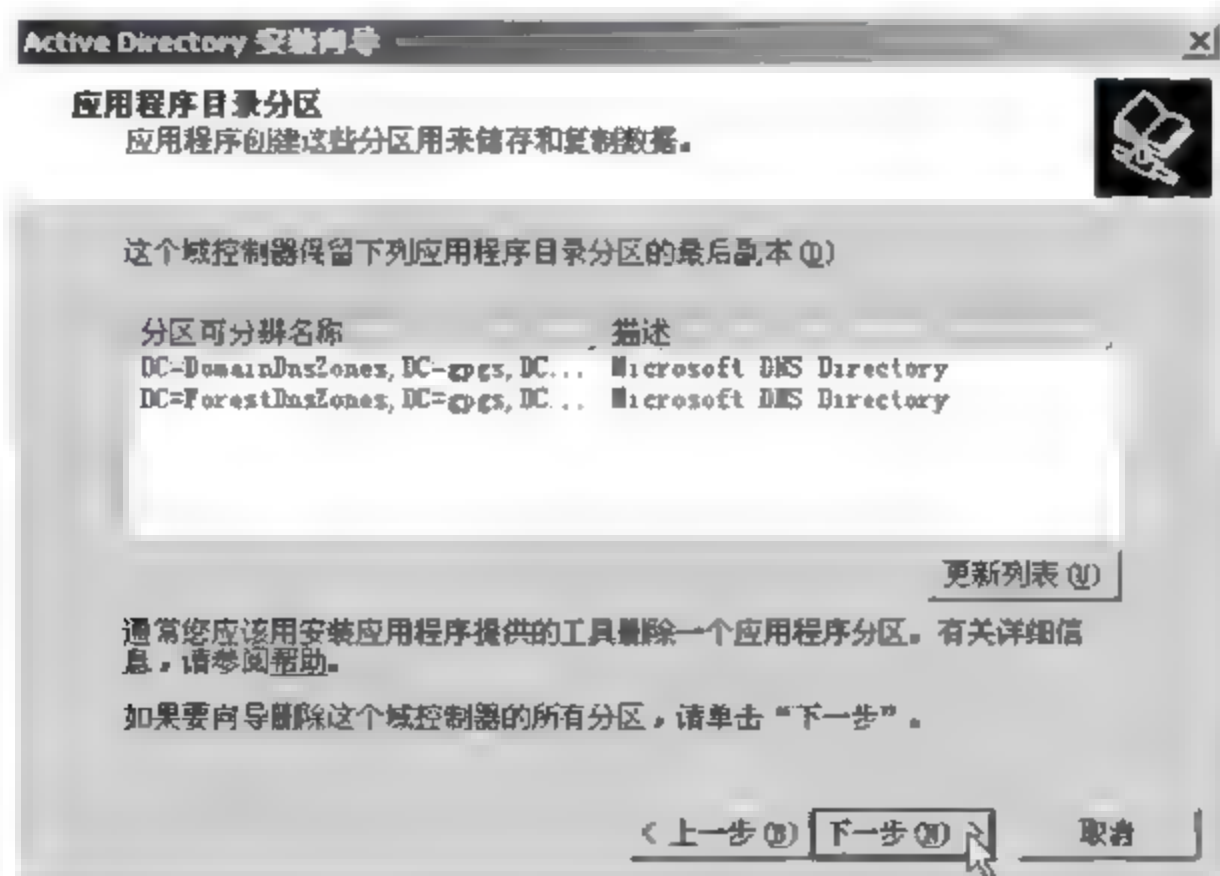 Active Directory 安装向导
应用程序目录分区
应用程序创建这些分区用来储存和复制数据。
这个域控制器保留下列应用程序目录分区的最后副本(I)
分区可分辨名称 描述
DC=DomainDnsZones,DC=gpgs,DC... Microsoft DNS Directory
DC=ForestDnsZones,DC=gpgs,DC... Microsoft DNS Directory
更新列表(U)
通常您应该用安装应用程序提供的工具删除一个应用程序分区。有关详细信
息，请参阅帮助。
如果要向导删除这个域控制器的所有分区，请单击“下一步”。
< 上一步(B) 下一步(N) > 取消